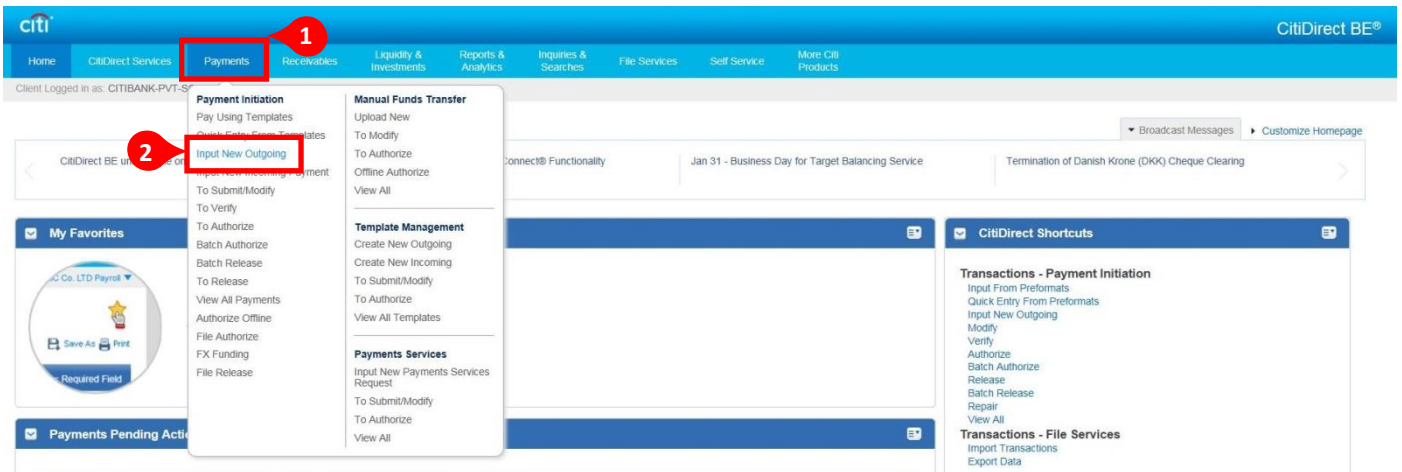 citi
CitiDirect BE®
1
Home
CitiDirect Services
Payments
Receivables
Liquidity &
Investments
Reports &
Analytics
Inquiries &
Searches
File Services
Self Service
More Citi
Products
Client Logged in as: CITIBANK-PVT-S
Payment Initiation
Pay Using Templates
Quick Entry From Templates
2
Input New Outgoing
Input New Incoming Payment
To Submit/Modify
To Verify
To Authorize
Batch Authorize
Batch Release
To Release
View All Payments
Authorize Offline
File Authorize
FX Funding
File Release
Manual Funds Transfer
Upload New
To Modify
To Authorize
Offline Authorize
View All
Template Management
Create New Outgoing
Create New Incoming
To Submit/Modify
To Authorize
View All Templates
Payments Services
Input New Payments Services
Request
To Submit/Modify
To Authorize
View All
Broadcast Messages
Customize Homepage
CitiDirect BE
Functionality
Jan 31 - Business Day for Target Balancing Service
Termination of Danish Krone (DKK) Cheque Clearing
My Favorites
Co. LTD Payroll
Save As Print
Required Field
Payments Pending
CitiDirect Shortcuts
Transactions - Payment Initiation
Input From Preformats
Quick Entry From Preformats
Input New Outgoing
Modify
Verify
Authorize
Batch Authorize
Release
Batch Release
Repair
View All
Transactions - File Services
Import Transactions
Export Data